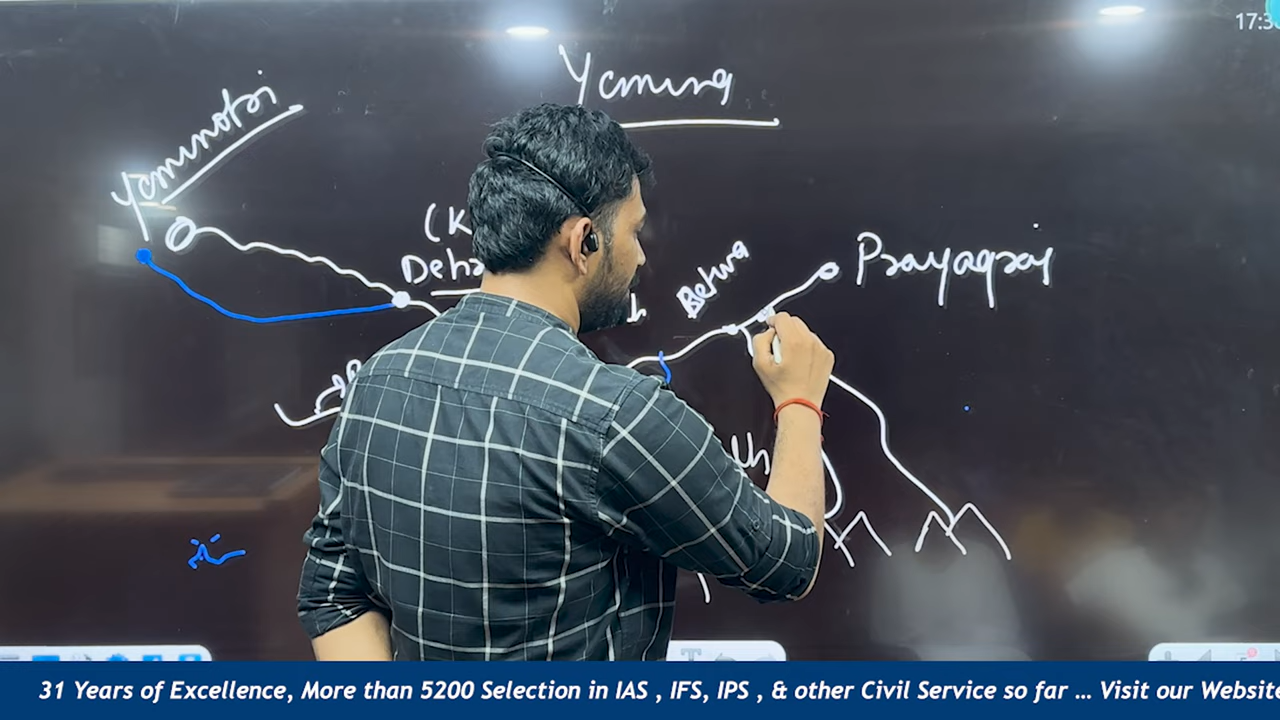 17:3
Yamuna
Yamunotri
(K
Deh
Betwa
Prayagraj
31 Years of Excellence, More than 5200 Selection in IAS , IFS, IPS , & other Civil Service so far ... Visit our Website